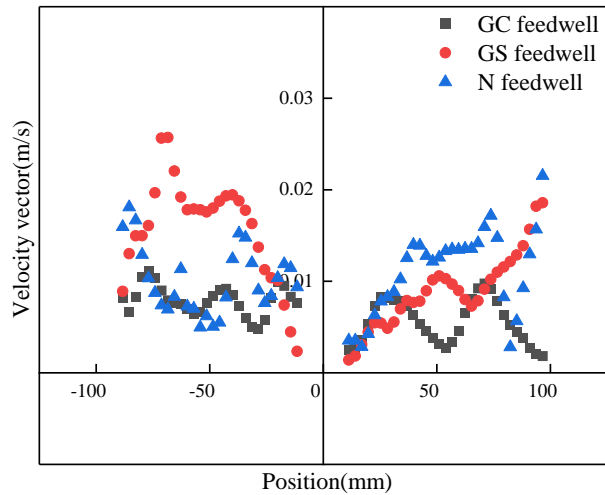 GC feedwell
GS feedwell
N feedwell
0.03
0.02
0.01
-100
-50
0
50
100
Velocity vector(m/s)
Position(mm)